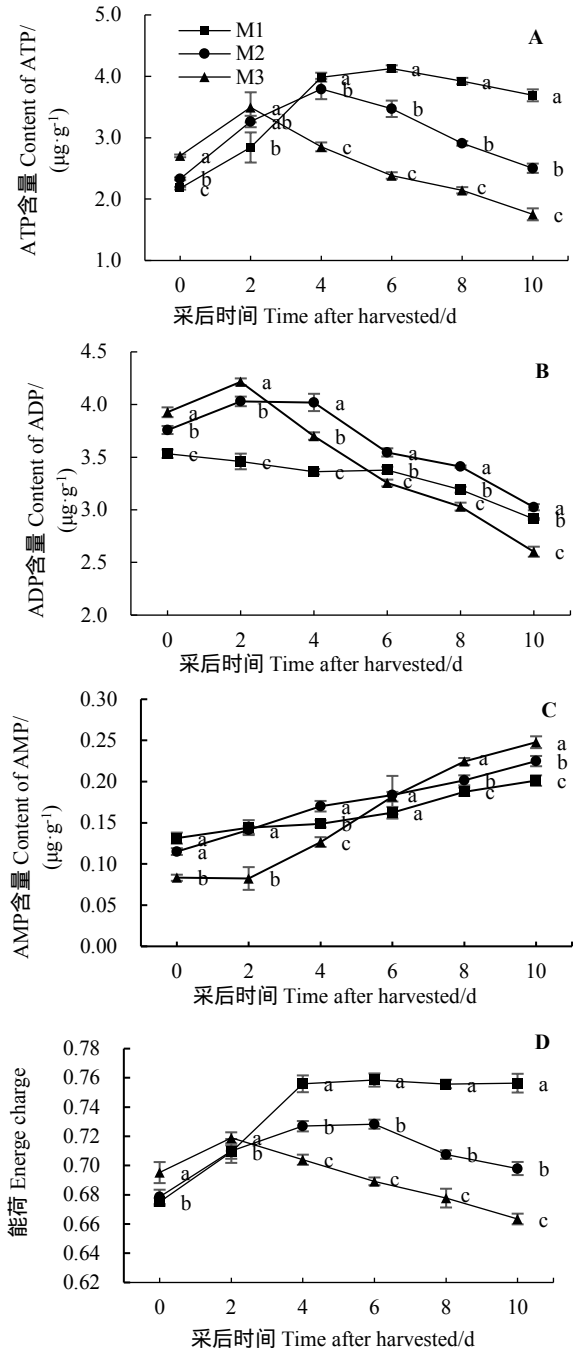 M1
M2
M3
A
5.0
4.0
3.0
2.0
1.0
ATP含量 Content of ATP/
(μg·g⁻¹)
a
b
c
a
ab
b
a
b
c
a
b
c
a
b
c
a
b
c
0 2 4 6 8 10
采后时间 Time after harvested/d
B
4.5
4.0
3.5
3.0
2.5
2.0
ADP含量 Content of ADP/
(μg·g⁻¹)
a
b
c
a
b
c
a
b
c
a
b
c
a
b
c
a
b
c
0 2 4 6 8 10
采后时间 Time after harvested/d
C
0.30
0.25
0.20
0.15
0.10
0.05
0.00
AMP含量 Content of AMP/
(μg·g⁻¹)
a
a
b
a
b
a
b
c
a
a
a
b
c
a
b
c
0 2 4 6 8 10
采后时间 Time after harvested/d
D
0.78
0.76
0.74
0.72
0.70
0.68
0.66
0.62
能荷 Energe charge
a
b
a
b
a
b
c
a
b
c
a
b
c
a
b
c
0 2 4 6 8 10
采后时间 Time after harvested/d